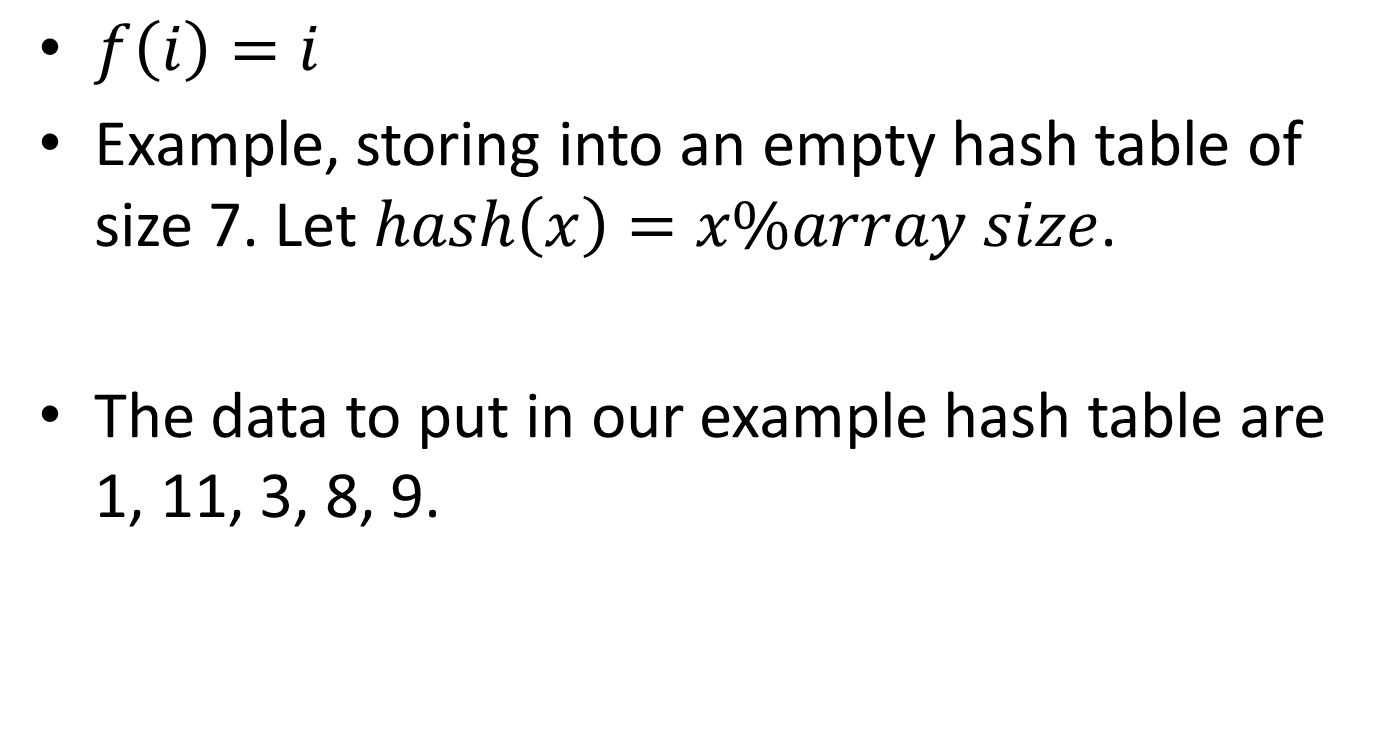 • f(i) = i
• Example, storing into an empty hash table of
size 7. Let hash(x) = x%array size.
• The data to put in our example hash table are
1, 11, 3, 8, 9.